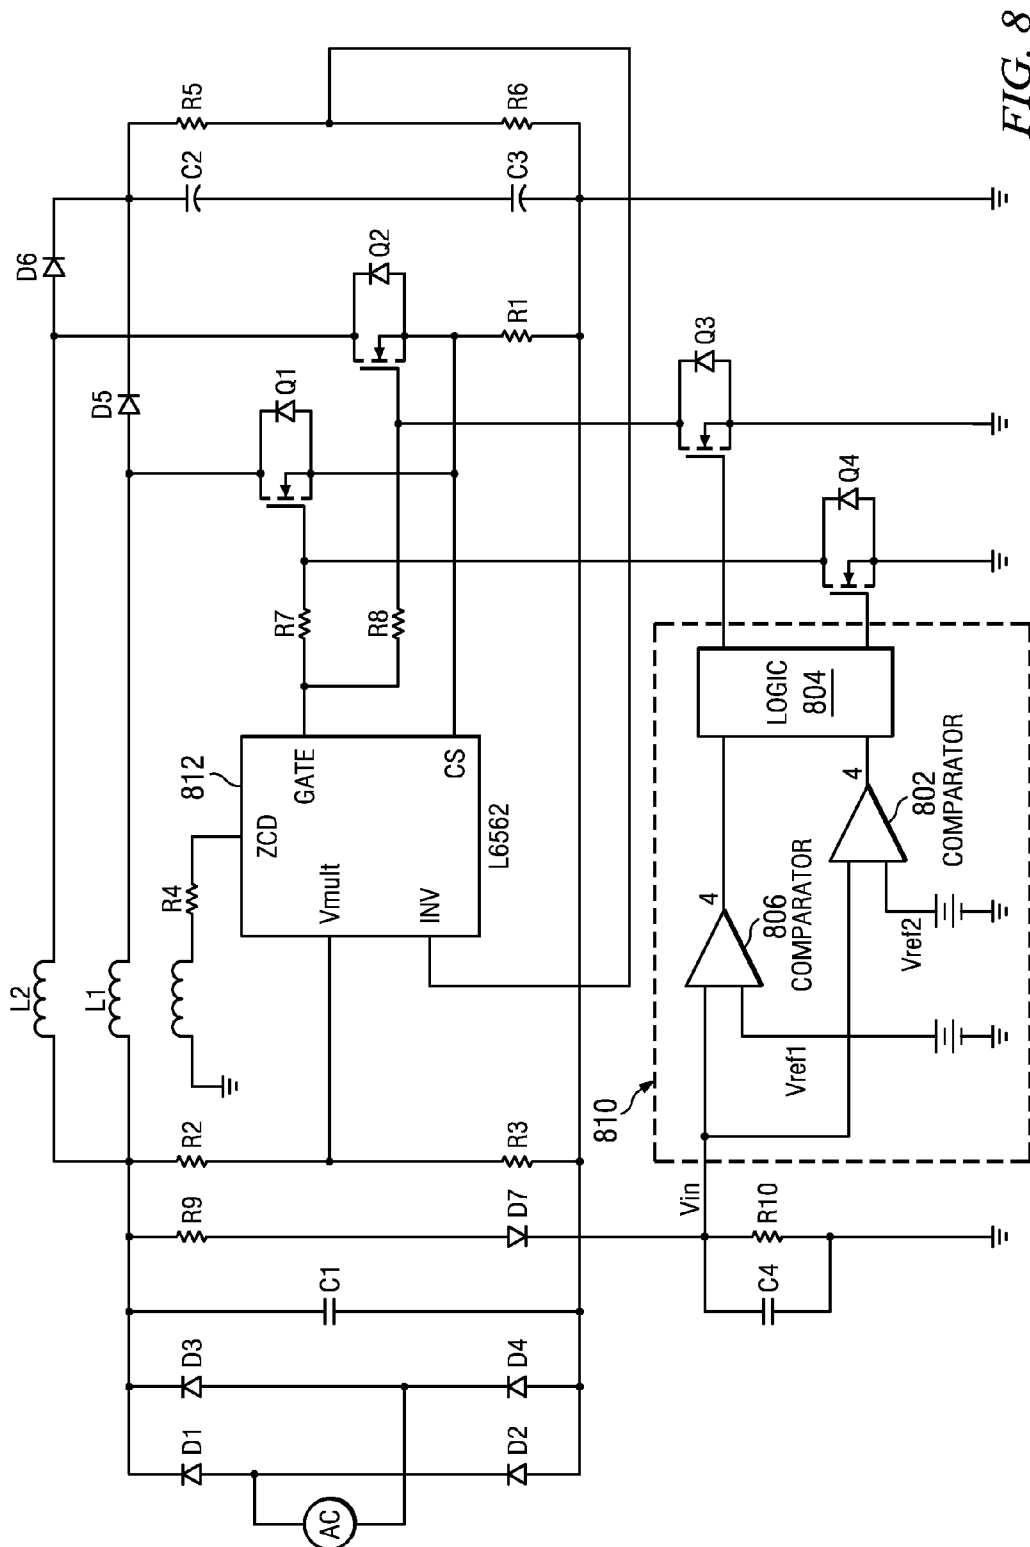 L2
D6
L1
D5
R4
812
ZCD
GATE
Vmult
INV
CS
L6562
R7
R8
Q1
Q2
R1
C2
C3
R5
R6
AC
D1
D2
D3
D4
C1
R9
D7
R2
R3
Vin
C4
R10
810
Vref1
Vref2
4
806
COMPARATOR
4
802
COMPARATOR
LOGIC
804
Q3
Q4
FIG. 8